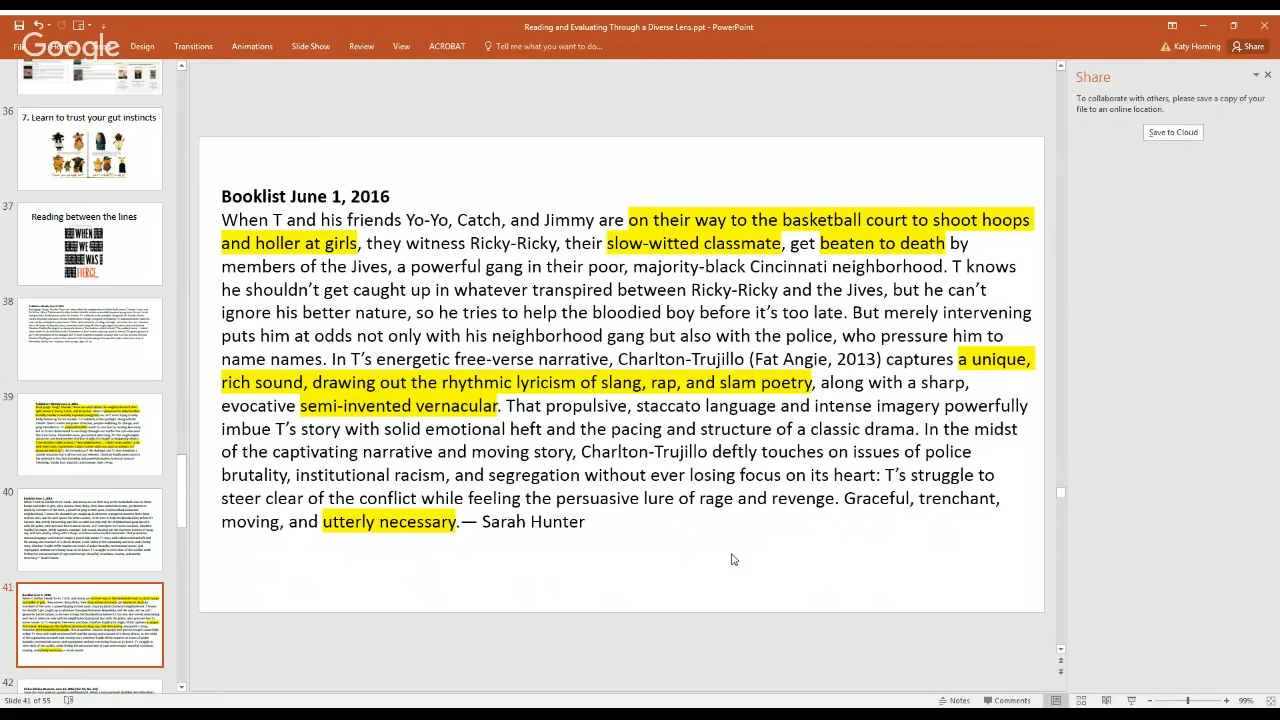 Reading and Evaluating Through a Diverse Lens.ppt - PowerPoint
Google
Design Transitions Animations Slide Show Review View ACROBAT Tell me what you want to do... Katy Horning Share
Share
To collaborate with others, please save a copy of your
file to an online location.
Save to Cloud
36
7. Learn to trust your gut instincts
37
Reading between the lines
WHEN
WE
WAS
FIERCE
38
39
40
41
42
Booklist June 1, 2016
When T and his friends Yo-Yo, Catch, and Jimmy are on their way to the basketball court to shoot hoops
and holler at girls, they witness Ricky-Ricky, their slow-witted classmate, get beaten to death by
members of the Jives, a powerful gang in their poor, majority-black Cincinnati neighborhood. T knows
he shouldn't get caught up in whatever transpired between Ricky-Ricky and the Jives, but he can't
ignorehis better nature, so he tries to help the bloodied boy before it's too late. But merely intervening
puts him at odds not only with his neighborhood gang but also with the police, who pressure him to
name names. In T's energetic free-verse narrative, Charlton-Trujillo (Fat Angie, 2013) captures a unique,
rich sound, drawing out the rhythmic lyricism of slang, rap, and slam poetry, along with a sharp,
evocative semi-invented vernacular. That propulsive, staccato language and intense imagery powerfully
imbue T's story with solid emotional heft and the pacing and structure of classic drama. In the midst
of the captivating narrative and moving story, Charlton-Trujillo deftly touches on issues of police
brutality, institutional racism, and segregation without ever losing focus on its heart: T's struggle to
steer clear of the conflict while feeling the persuasive lure of rage and revenge. Graceful, trenchant,
moving, and utterly necessary.— Sarah Hunter
Slide 41 of 55
Notes Comments 99%